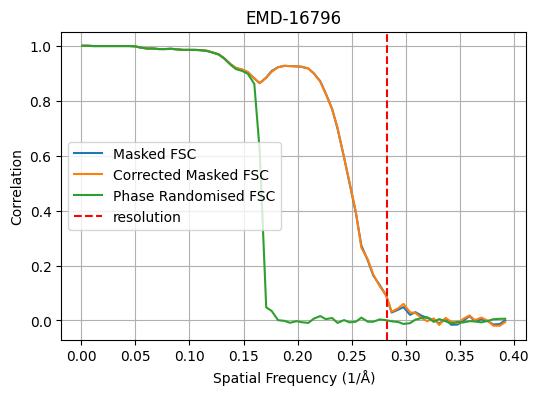 EMD-16796
1.0
0.8
0.6
0.4
0.2
0.0
Correlation
Masked FSC
Corrected Masked FSC
Phase Randomised FSC
resolution
0.00 0.05 0.10 0.15 0.20 0.25 0.30 0.35 0.40
Spatial Frequency (1/Å)